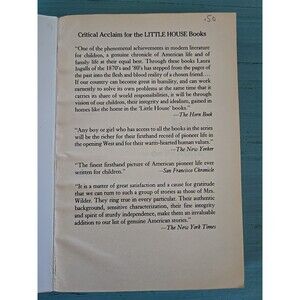 .50
Critical Acclaim for the LITTLE HOUSE Books
"One of the phenomenal achievements in modern literature
for children, a genuine chronicle of American life and of
family life at their equal best. Through these books Laura
Ingalls of the 1870's and '80's has stepped from the pages of
the past into the flesh and blood reality of a chosen friend....
If our country can become great in humanity, and can work
earnestly to solve its own problems at the same time that it
carries its share of world responsibilities, it will be through
vision of our children, their integrity and idealism, gained in homes
like the home in the 'Little House' books."
—The Horn Book
"Any boy or girl who has access to all the books in the series
will be the richer for their firsthand record of pioneer life in
the opening West and for their warm-hearted human values."
—The New Yorker
"The finest firsthand picture of American pioneer life ever
written for children." —San Francisco Chronicle
"It is a matter of great satisfaction and a cause for gratitude
that we can turn to such a group of stories as those of Mrs.
Wilder. They ring true in every particular. Their authentic
background, sensitive characterization, their fine integrity
and spirit of sturdy independence, make them an invaluable
addition to our list of genuine American stories."
—The New York Times